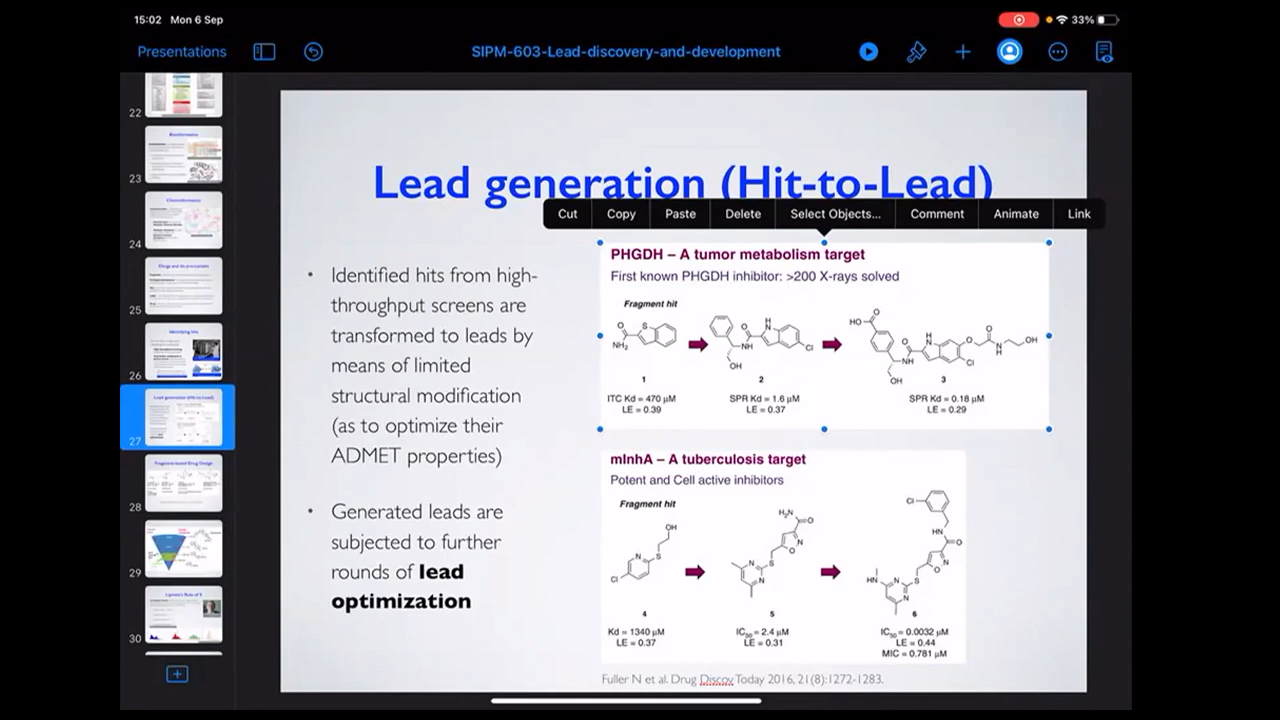 15:02 Mon 6 Sep
33%
Presentations
SIPM-603-Lead-discovery-and-development
22
23
24
25
26
27
28
29
30
Lead generation (Hit-to-Lead)
Cut Copy Paste Delete Select Objects... Comment Animate Link
• Identified hits from high-
throughput screens are
transformed to leads by
means of limited
structural modification
(as to optimize their
ADMET properties)
• Generated leads are
subjected to further
rounds of lead
optimization
PHGDH – A tumor metabolism target
First known PHGDH inhibitor: >200 X-rays solved
Fragment hit
1 2 3
ITC Kd = 470 µM SPR Kd = 1.6 µM SPR Kd = 0.18 µM
LE = 0.39 LE = 0.37 LE = 0.29
mInhA – A tuberculosis target
Potent and Cell active inhibitors
Fragment hit
4 5 6
Kd = 1340 µM IC50 = 2.4 µM IC50 = 0.0032 µM
LE = 0.37 LE = 0.31 LE = 0.44
MIC = 0.781 µM
Fuller N et al. Drug Discov Today 2016, 21(8):1272-1283.